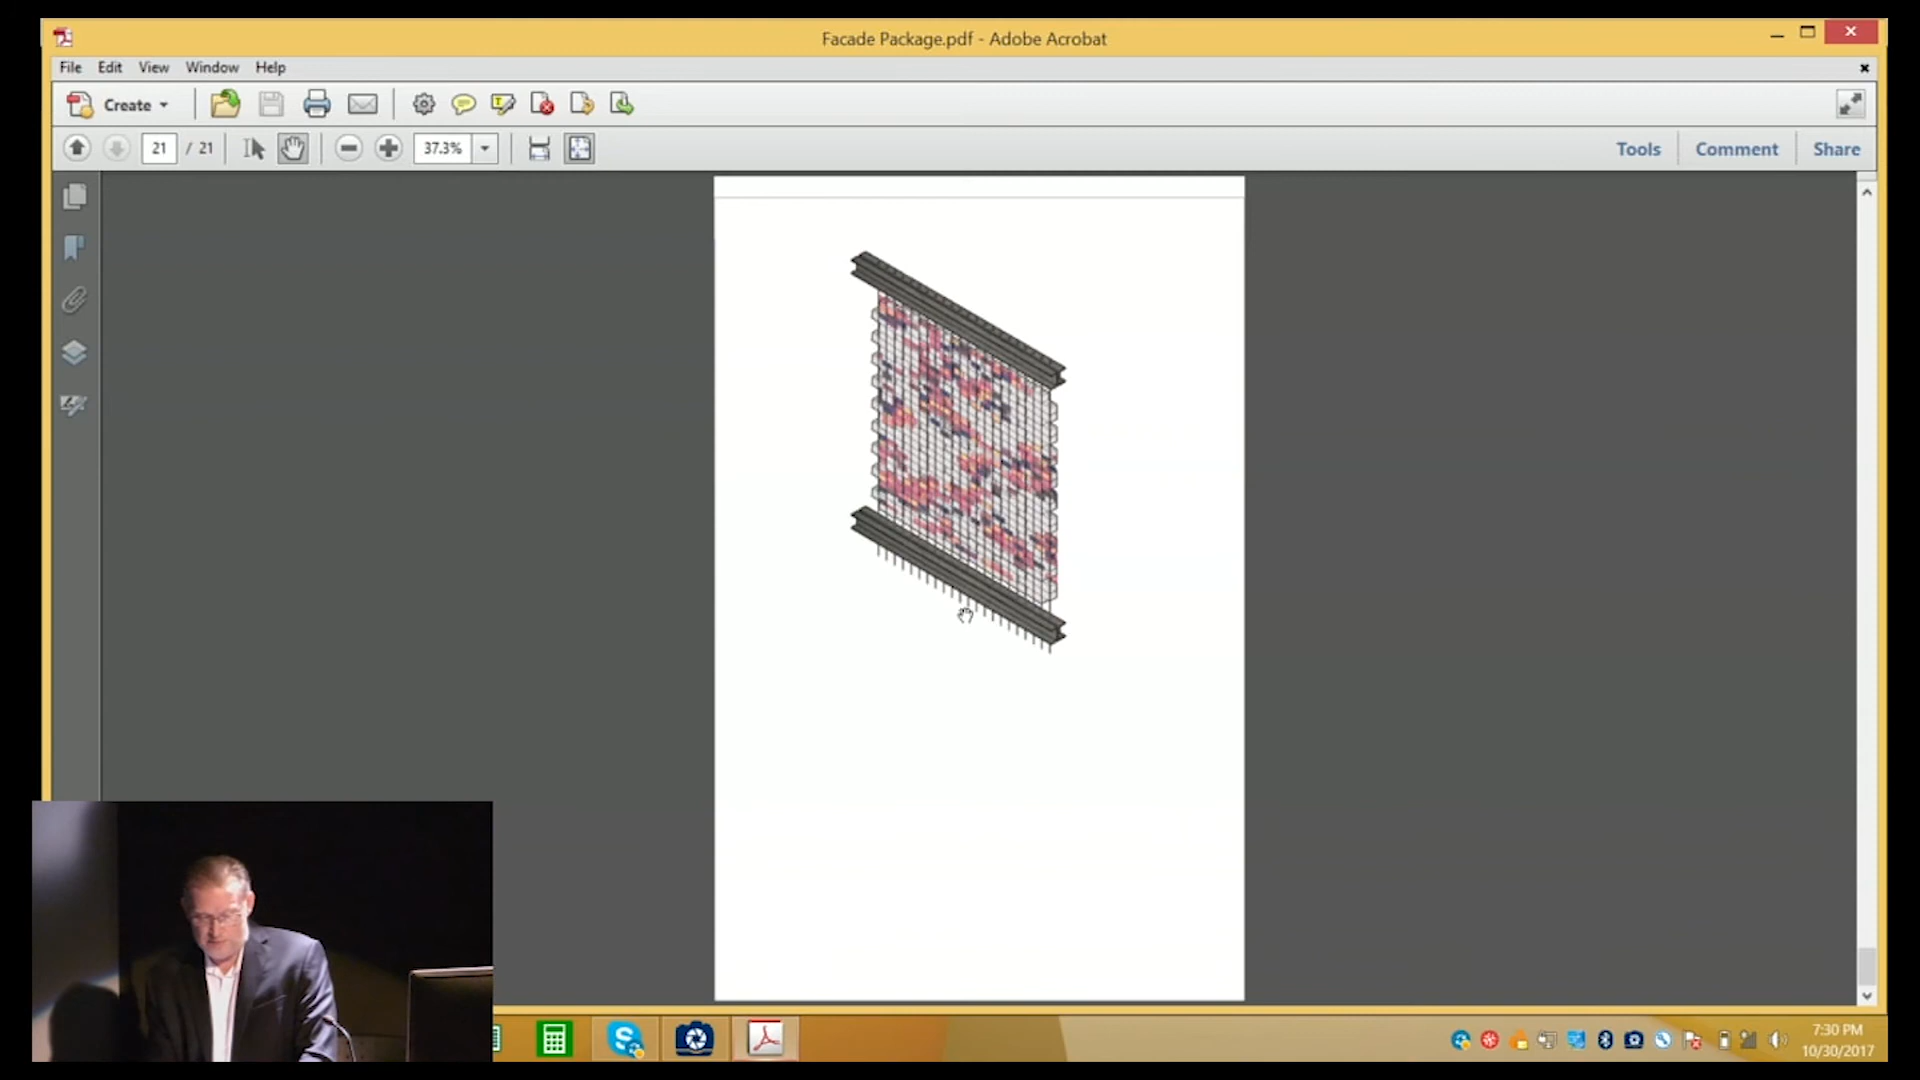 Facade Package.pdf - Adobe Acrobat
File Edit View Window Help
Create
21 / 21 37.3% Tools Comment Share
7:30 PM
10/30/2017